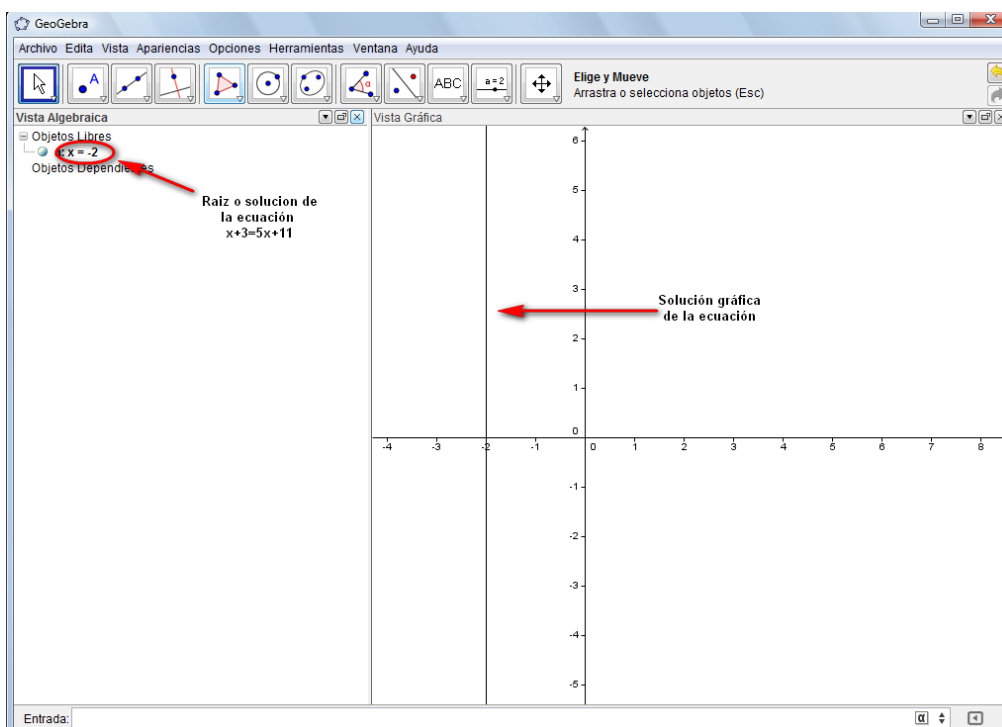 GeoGebra
Archivo Edita Vista Apariencias Opciones Herramientas Ventana Ayuda
A
α
ABC
a = 2
Elige y Mueve
Arrastra o selecciona objetos (Esc)
Vista Algebraica
Vista Gráfica
Objetos Libres
a: x = -2
Objetos Dependientes
Raiz o solucion de
la ecuación
x+3=5x+11
Solución gráfica
de la ecuación
6
5
4
3
2
1
0
-4 -3 -2 -1 0 1 2 3 4 5 6 7 8
-1
-2
-3
-4
-5
Entrada:
α